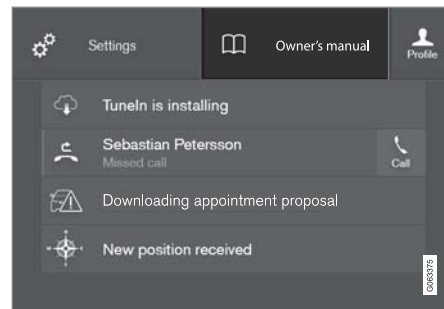 Settings
Owner's manual
Profile
TuneIn is installing
Sebastian Petersson
Missed call
Call
Downloading appointment proposal
New position received
G063375